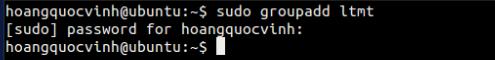 hoangquocvinh@ubuntu:~$ sudo groupadd ltmt
[sudo] password for hoangquocvinh:
hoangquocvinh@ubuntu:~$